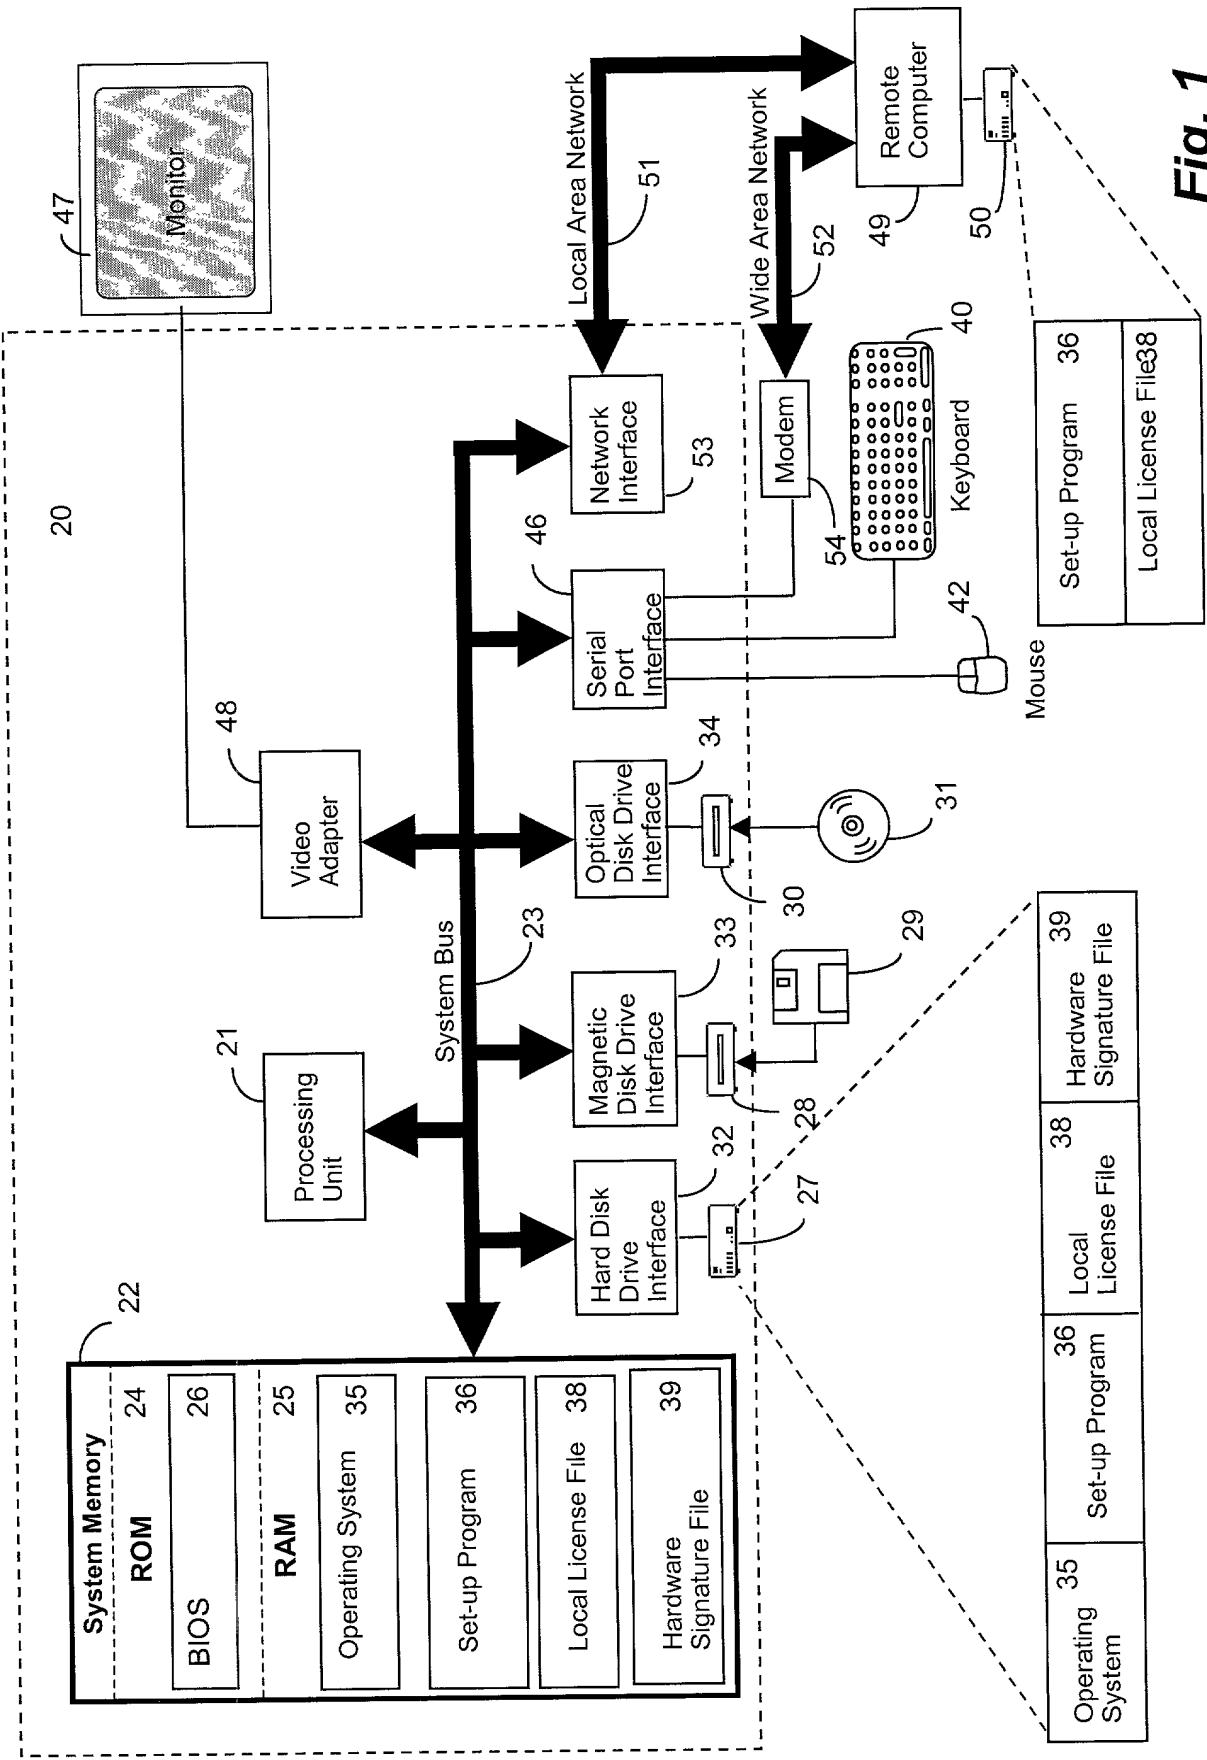 System Memory
ROM 24
BIOS 26
RAM 25
Operating System 35
Set-up Program 36
Local License File 38
Hardware
Signature File 39
22
Processing
Unit
21
Video
Adapter
48
20
47
Monitor
System Bus
23
Hard Disk
Drive
Interface
32
Magnetic
Disk Drive
Interface
33
Optical
Disk Drive
Interface
34
Serial
Port
Interface
46
Network
Interface
53
Local Area Network
51
27
28
29
30
31
Modem
54
Wide Area Network
52
Keyboard
40
Mouse
42
Remote
Computer
49
50
Operating
System 35
Set-up Program 36
Local
License File 38
Hardware
Signature File 39
Set-up Program 36
Local License File38
Fig. 1